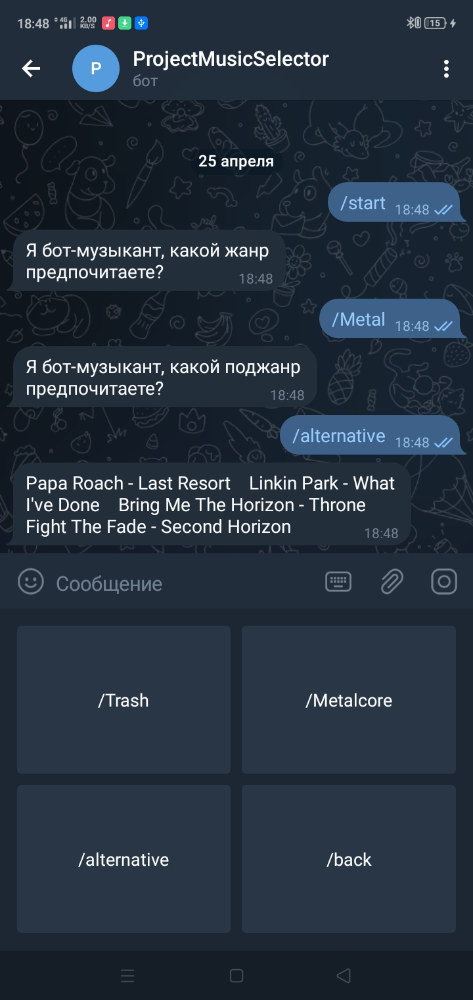 18:48 4G 2.00 KB/S 15
P ProjectMusicSelector
бот
25 апреля
/start 18:48
Я бот-музыкант, какой жанр
предпочитаете? 18:48
/Metal 18:48
Я бот-музыкант, какой поджанр
предпочитаете? 18:48
/alternative 18:48
Papa Roach - Last Resort Linkin Park - What
I've Done Bring Me The Horizon - Throne
Fight The Fade - Second Horizon 18:48
Сообщение
/Trash /Metalcore
/alternative /back